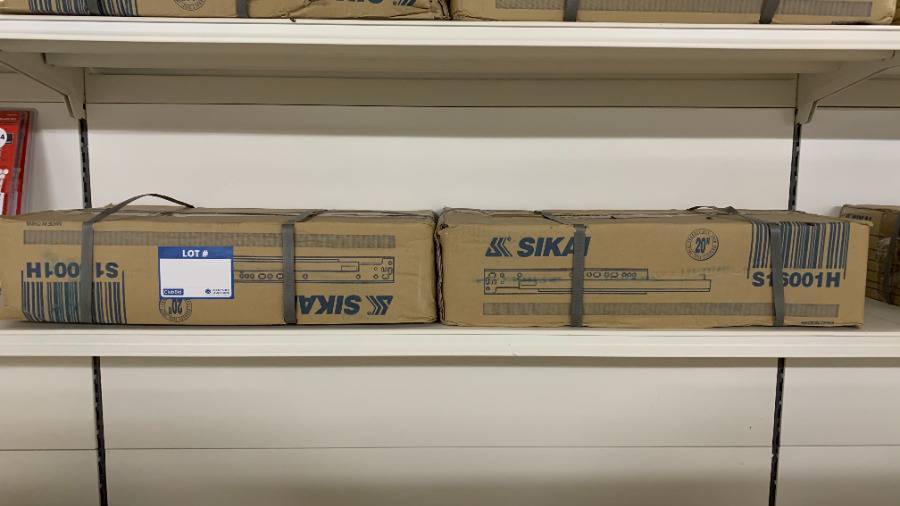 LOT #
S16001H
20"
SIKAI
SIKAI
20"
S16001H